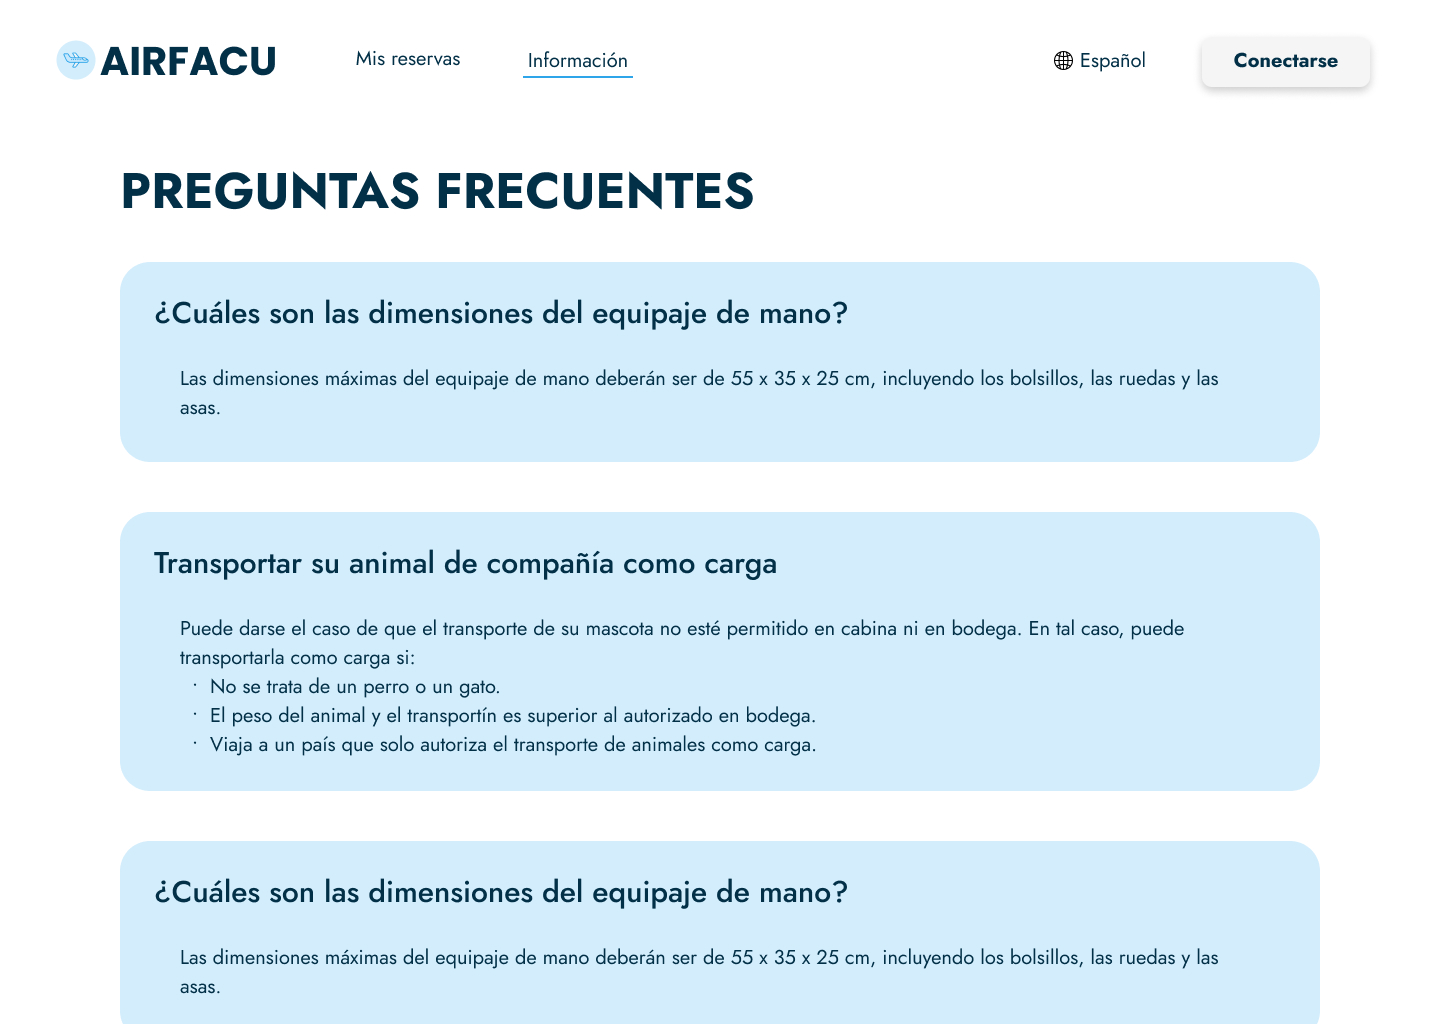 AIRFACU
Mis reservas
Información
Español
Conectarse
PREGUNTAS FRECUENTES
¿Cuáles son las dimensiones del equipaje de mano?
Las dimensiones máximas del equipaje de mano deberán ser de 55 x 35 x 25 cm, incluyendo los bolsillos, las ruedas y las
asas.
Transportar su animal de compañía como carga
Puede darse el caso de que el transporte de su mascota no esté permitido en cabina ni en bodega. En tal caso, puede
transportarla como carga si:
· No se trata de un perro o un gato.
· El peso del animal y el transportín es superior al autorizado en bodega.
· Viaja a un país que solo autoriza el transporte de animales como carga.
¿Cuáles son las dimensiones del equipaje de mano?
Las dimensiones máximas del equipaje de mano deberán ser de 55 x 35 x 25 cm, incluyendo los bolsillos, las ruedas y las
asas.